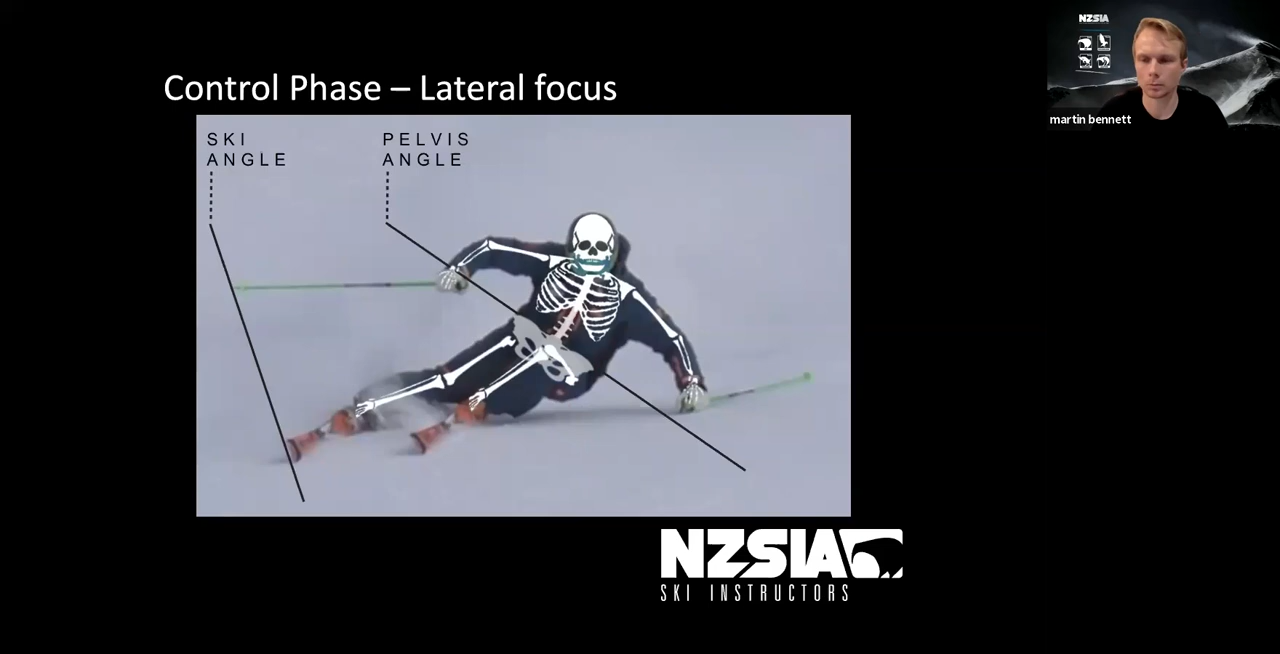 Control Phase – Lateral focus
SKI
ANGLE
PELVIS
ANGLE
NZSIA
SKI INSTRUCTORS
NZSIA
martin bennett